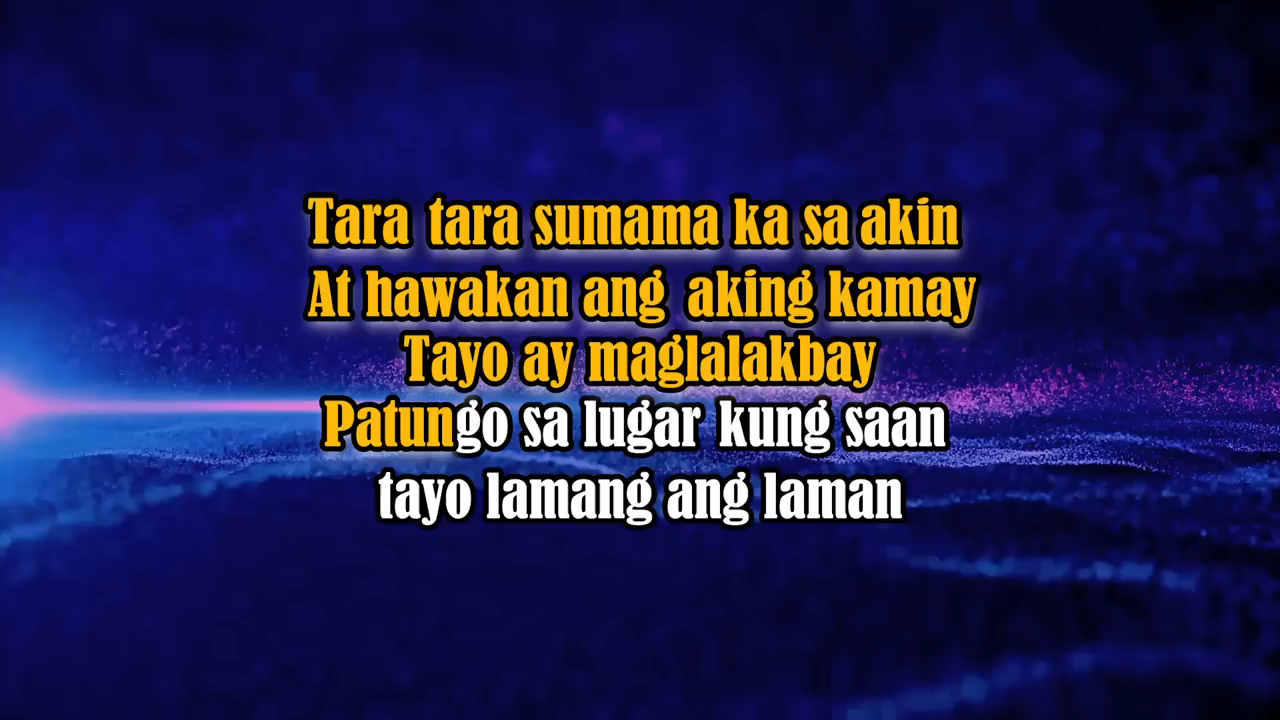 Tara tara sumama ka sa akin
At hawakan ang aking kamay
Tayo ay maglalakbay
Patungo sa lugar kung saan
tayo lamang ang laman